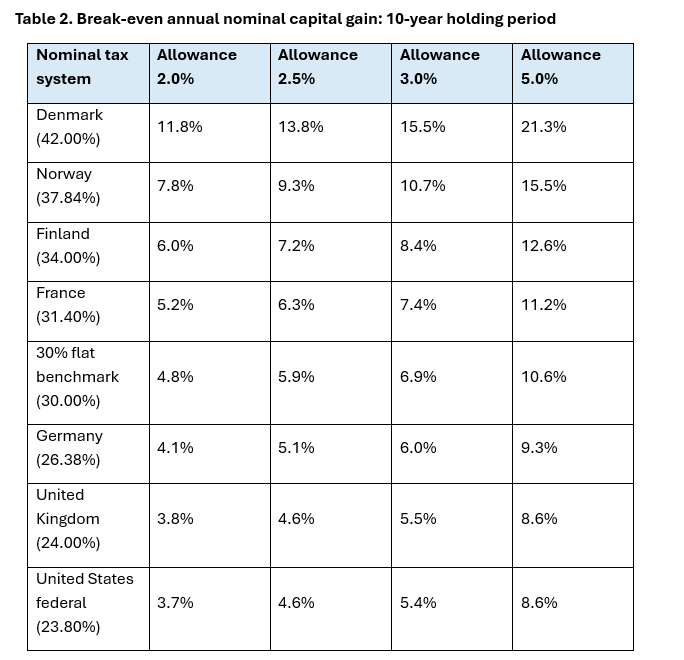 Table 2. Break-even annual nominal capital gain: 10-year holding period
Nominal tax system Allowance 2.0% Allowance 2.5% Allowance 3.0% Allowance 5.0%
Denmark (42.00%) 11.8% 13.8% 15.5% 21.3%
Norway (37.84%) 7.8% 9.3% 10.7% 15.5%
Finland (34.00%) 6.0% 7.2% 8.4% 12.6%
France (31.40%) 5.2% 6.3% 7.4% 11.2%
30% flat benchmark (30.00%) 4.8% 5.9% 6.9% 10.6%
Germany (26.38%) 4.1% 5.1% 6.0% 9.3%
United Kingdom (24.00%) 3.8% 4.6% 5.5% 8.6%
United States federal (23.80%) 3.7% 4.6% 5.4% 8.6%